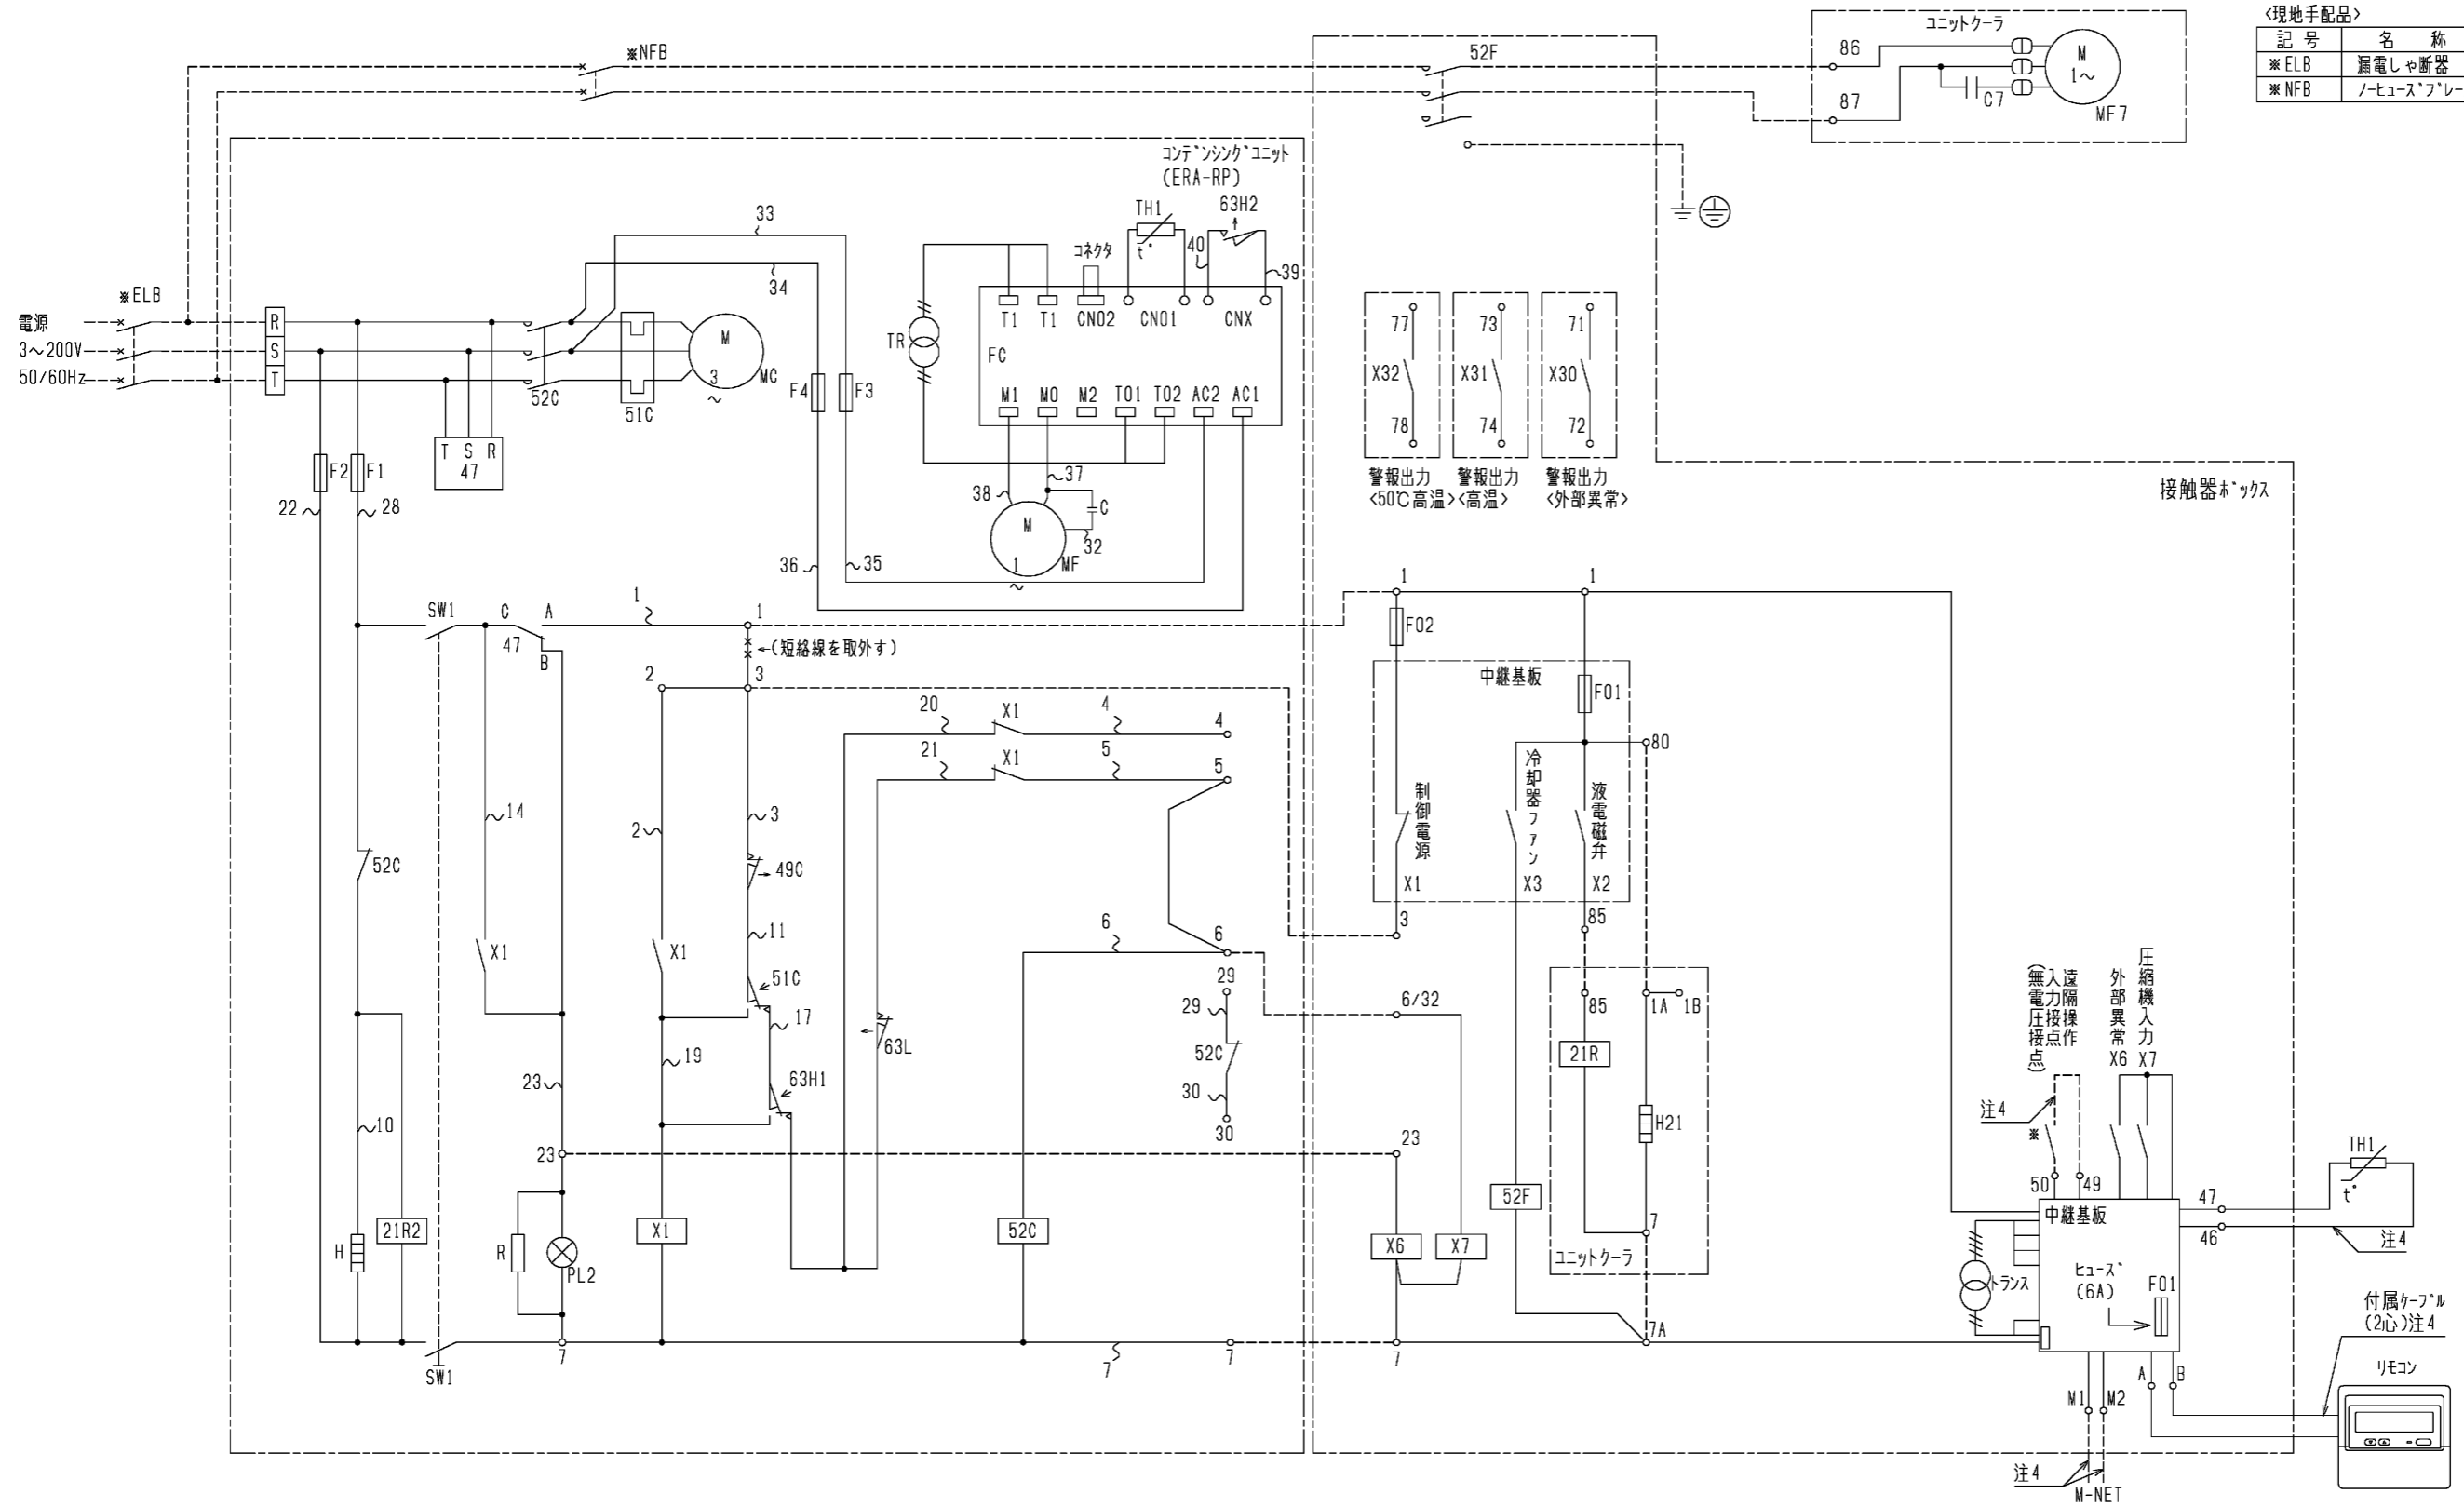 ※NFB
52F
ユニットクーラ
86
87
C7
M
1～
MF7
〈現地手配品〉
記号 名称
※ELB 漏電しゃ断器
※NFB ノーヒューズブレー
コンデンシングユニット
(ERA-RP)
TH1
t°
63H2
コネクタ
40
39
33
34
※ELB
電源
3～200V
50/60Hz
R
S
T
52C
51C
M
3
～
MC
T S R
47
F2
F1
22
28
F4
F3
36
35
TR
T1 T1 CN02 CN01 CNX
FC
M1 M0 M2 T01 T02 AC2 AC1
38
37
C
32
M
1
～
MF
77
X32
78
73
X31
74
71
X30
72
警報出力
<50℃高温>
警報出力
<高温>
警報出力
<外部異常>
接触器ボックス
SW1
C
A
47
B
1
1
←(短絡線を取外す)
2
3
14
X1
52C
10
H
21R2
23
23
R
PL2
7
SW1
2
X1
19
X1
3
49C
11
51C
17
63H1
20
X1
4
4
21
X1
5
5
63L
6
6
52C
29
29
52C
30
30
7
7
1
1
F02
中継基板
F01
80
制御電源
X1
冷却器ファン
X3
液電磁弁
X2
3
85
6/32
23
X6
X7
7
52F
85
1A
1B
21R
H21
7
ユニットクーラ
7A
遠隔操作
入力接点
(無電圧接点)
外部異常
X6
圧縮機入力
X7
注4
※
50
49
中継基板
47
46
TH1
t°
注4
トランス
ヒューズ
(6A)
F01
付属ケーブル
(2心)注4
リモコン
A
B
M1
M2
注4
M-NET